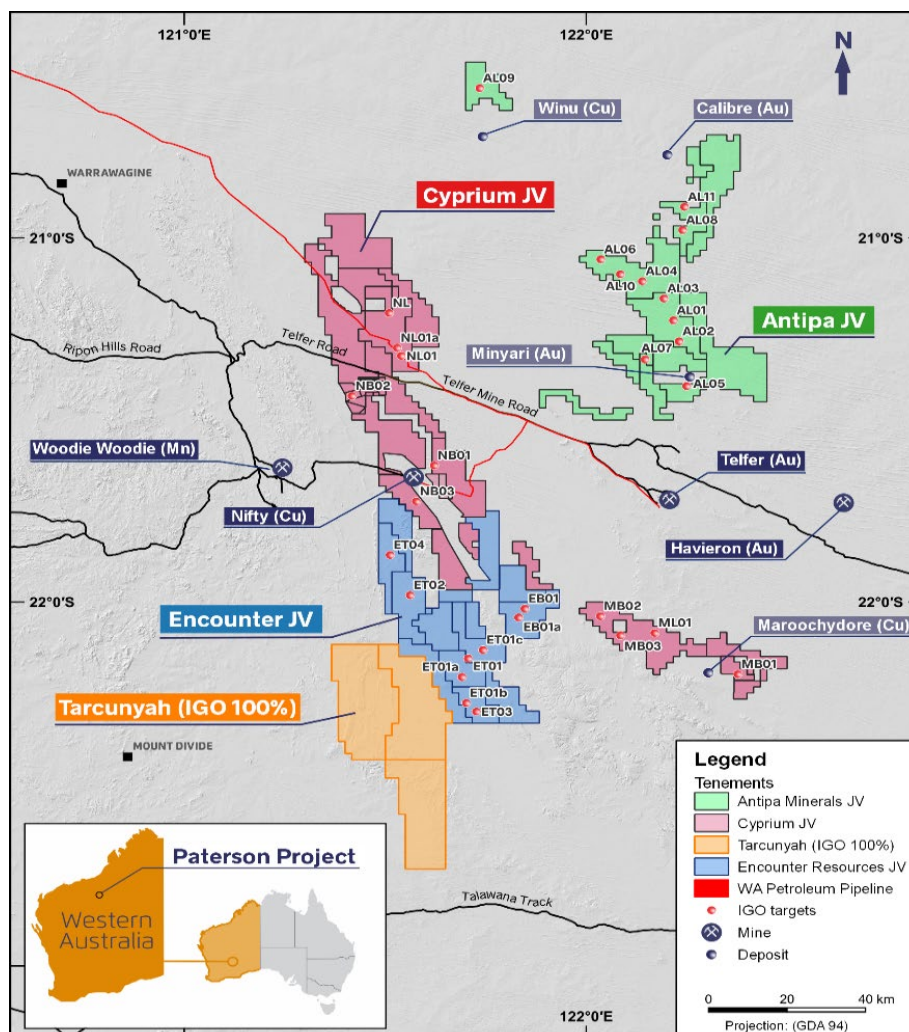 121°0'E
122°0'E
N
AL09
Winu (Cu)
Calibre (Au)
WARRAWAGINE
Cyprium JV
AL11
AL08
21°0'S
21°0'S
AL06
AL10
AL04
AL03
NL
AL01
Antipa JV
AL02
Telfer Road
NL01a
NL01
Ripon Hills Road
Minyari (Au)
AL07
AL05
NB02
Telfer Mine Road
Woodie Woodie (Mn)
NB01
Telfer (Au)
Nifty (Cu)
NB03
Havieron (Au)
ET04
ET02
EB01
22°0'S
22°0'S
Encounter JV
EB01a
MB02
ML01
MB03
Maroochydore (Cu)
ET01c
ET01a
ET01
MB01
Tarcunyah (IGO 100%)
ET01b
ET03
MOUNT DIVIDE
Legend
Tenements
Antipa Minerals JV
Cyprium JV
Tarcunyah (IGO 100%)
Encounter Resources JV
WA Petroleum Pipeline
IGO targets
Mine
Deposit
0 20 40 km
Projection: (GDA 94)
Paterson Project
Western
Australia
Talawana Track
122°0'E